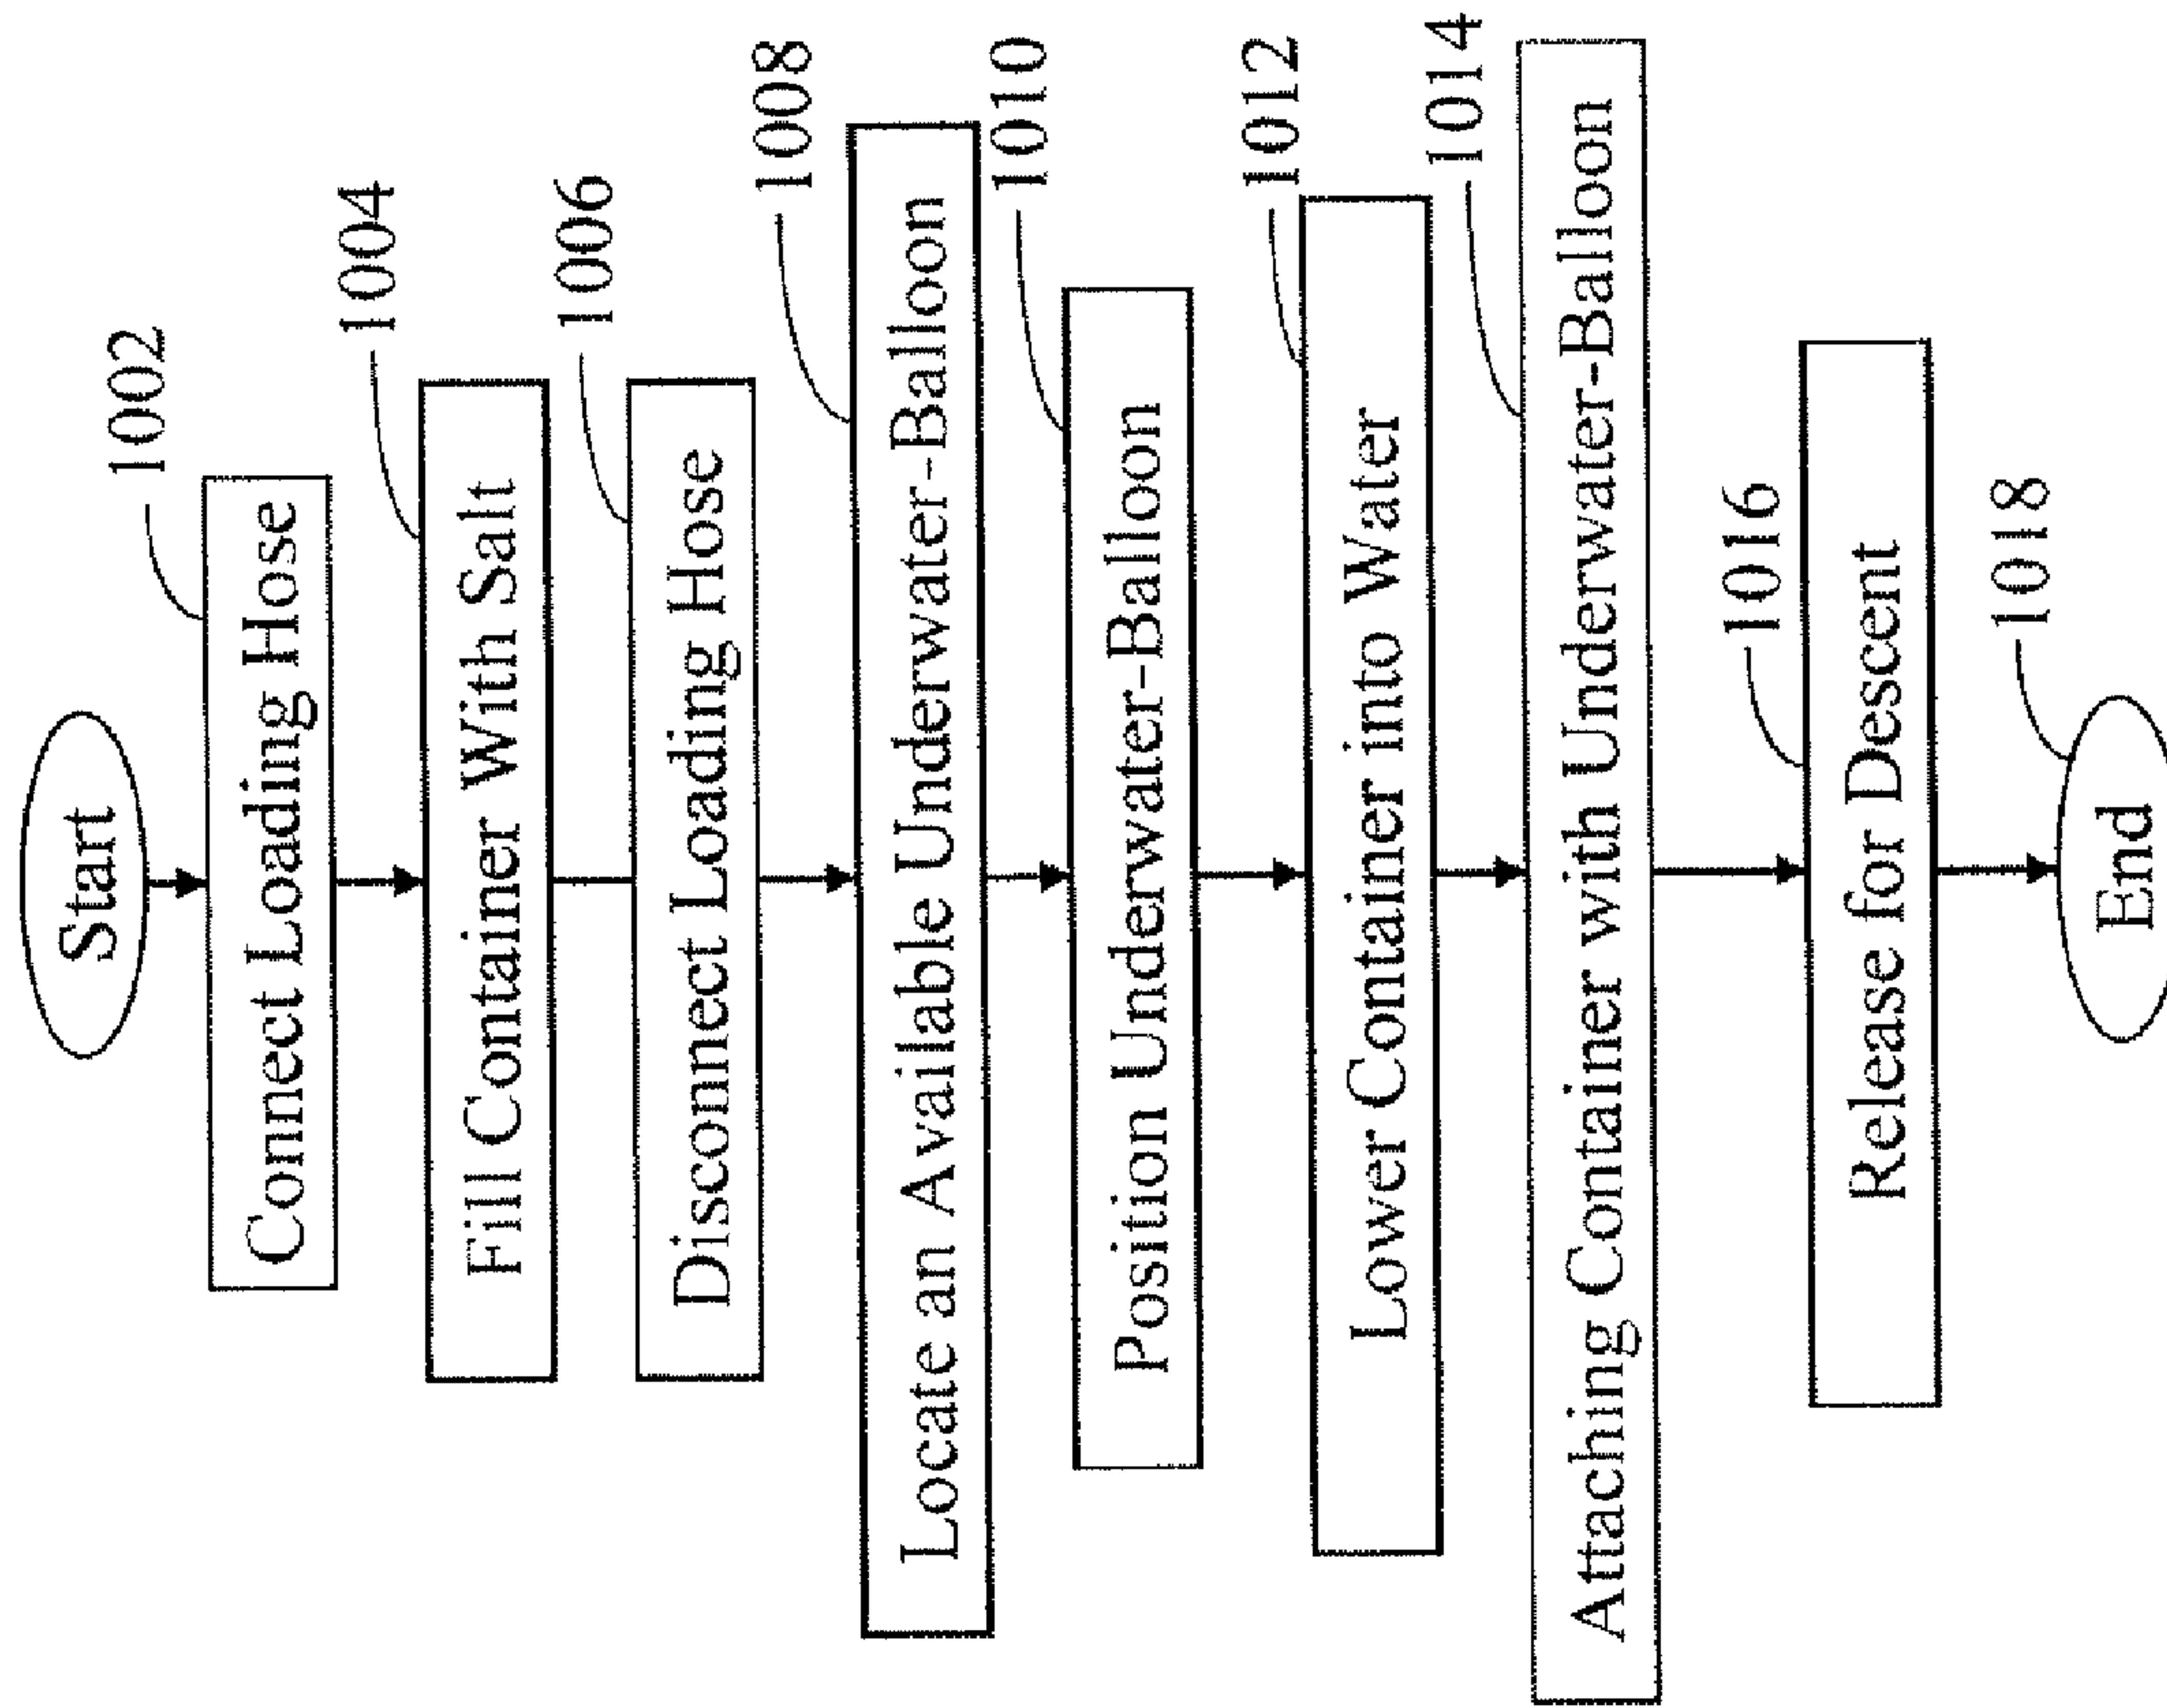 Start
1002
Connect Loading Hose
1004
Fill Container With Salt
1006
Disconnect Loading Hose
1008
Locate an Available Underwater-Balloon
1010
Position Underwater-Balloon
1012
Lower Container into Water
1014
Attaching Container with Underwater-Balloon
1016
Release for Descent
1018
End